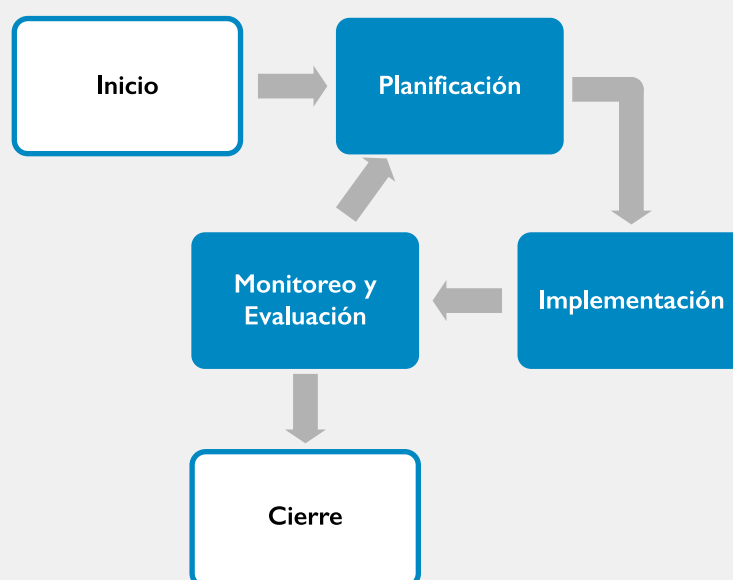 Inicio
Planificación
Monitoreo y
Evaluación
Implementación
Cierre